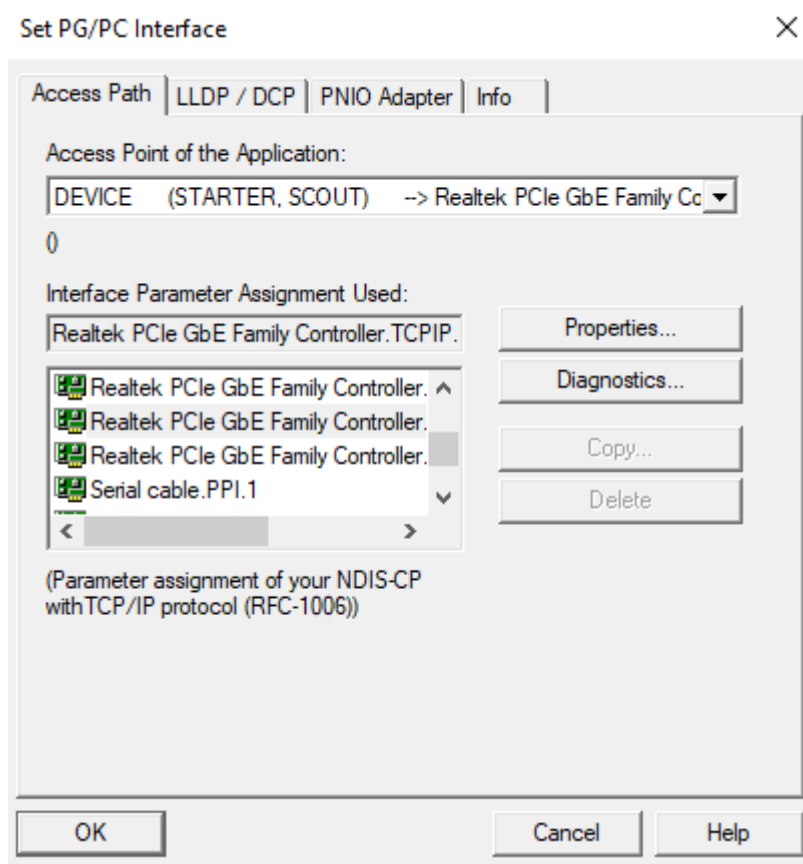 Set PG/PC Interface
Access Path LLDP / DCP PNIO Adapter Info
Access Point of the Application:
DEVICE (STARTER, SCOUT) --> Realtek PCIe GbE Family Co
()
Interface Parameter Assignment Used:
Realtek PCIe GbE Family Controller.TCPIP. Properties...
Realtek PCIe GbE Family Controller. Diagnostics...
Realtek PCIe GbE Family Controller.
Realtek PCIe GbE Family Controller. Copy...
Serial cable.PPI.1 Delete
(Parameter assignment of your NDIS-CP
withTCP/IP protocol (RFC-1006))
OK Cancel Help